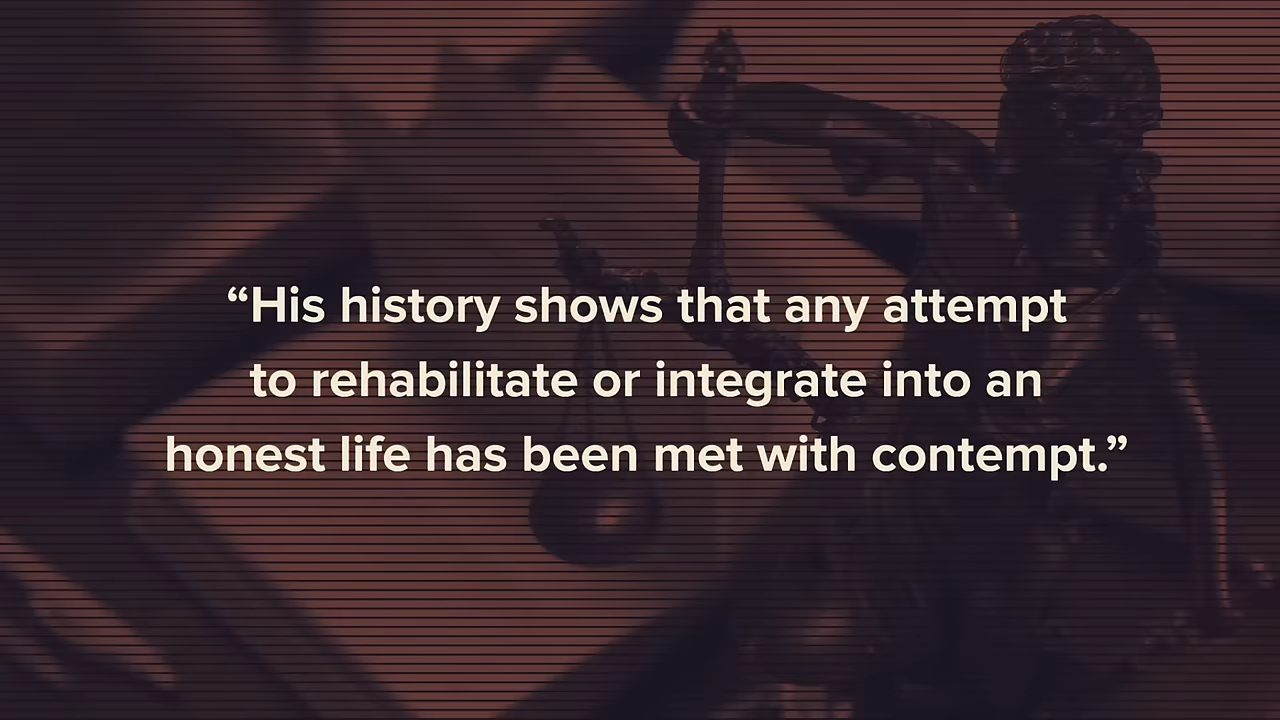 “His history shows that any attempt
to rehabilitate or integrate into an
honest life has been met with contempt.”